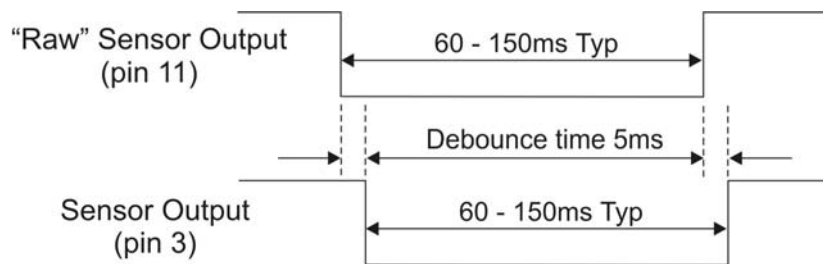 “Raw” Sensor Output
(pin 11)
60 - 150ms Typ
Debounce time 5ms
Sensor Output
(pin 3)
60 - 150ms Typ